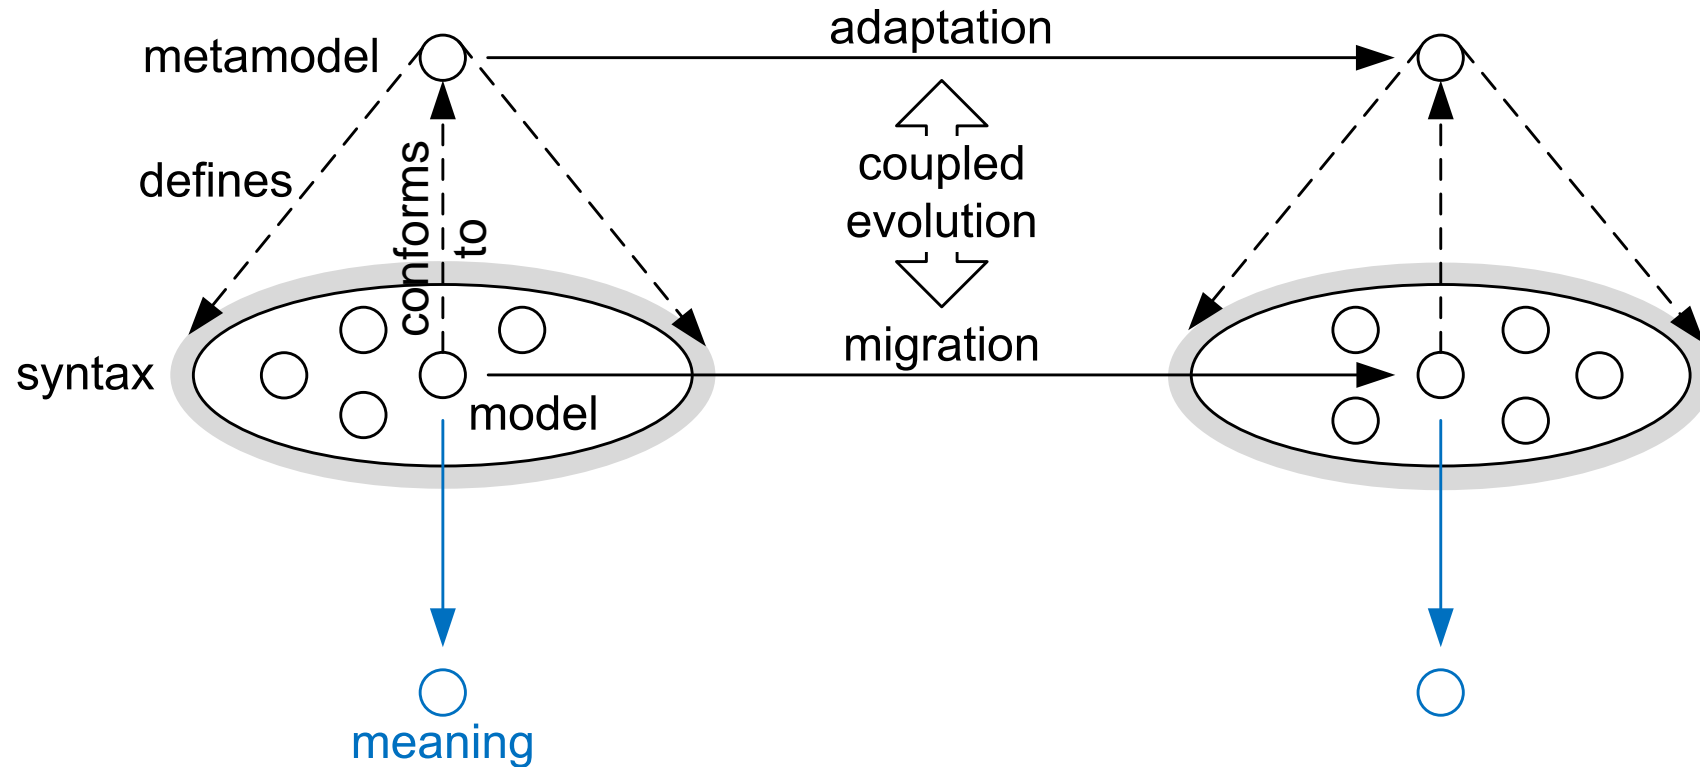 adaptation
metamodel
coupled
evolution
defines
conforms
to
migration
syntax
model
meaning